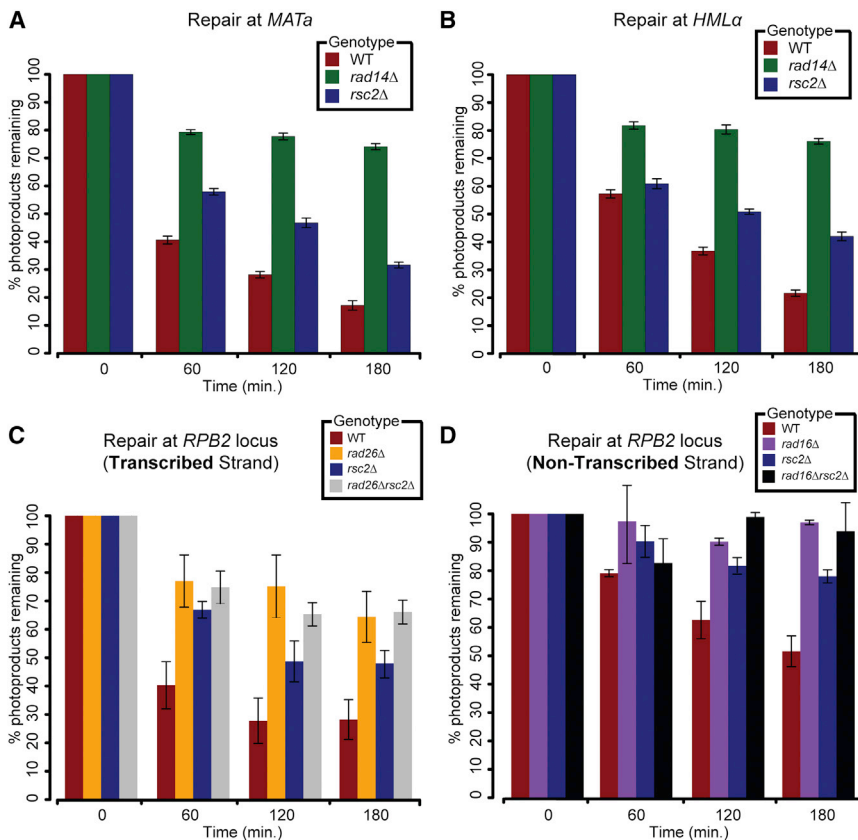 A
Repair at MATa
Genotype
WT
rad14Δ
rsc2Δ
% photoproducts remaining
100
90
80
70
60
50
40
30
20
10
0
0 60 120 180
Time (min.)
B
Repair at HMLα
Genotype
WT
rad14Δ
rsc2Δ
% photoproducts remaining
100
90
80
70
60
50
40
30
20
10
0
0 60 120 180
Time (min.)
C
Repair at RPB2 locus
(Transcribed Strand)
Genotype
WT
rad26Δ
rsc2Δ
rad26Δrsc2Δ
% photoproducts remaining
100
90
80
70
60
50
40
30
20
10
0
0 60 120 180
Time (min.)
D
Repair at RPB2 locus
(Non-Transcribed Strand)
Genotype
WT
rad16Δ
rsc2Δ
rad16Δrsc2Δ
% photoproducts remaining
100
90
80
70
60
50
40
30
20
10
0
0 60 120 180
Time (min.)